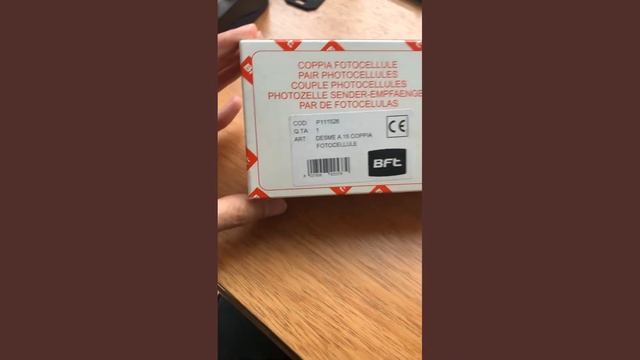 COPPIA FOTOCELLULE
PAIR PHOTOCELLULES
COUPLE PHOTOCELLULES
PHOTOZELLE SENDER-EMPFAENGE
PAR DE FOTOCELULAS
COD P111526
Q.TA 1
ART DESME A.15 COPPIA
FOTOCELLULE
CE
BFt